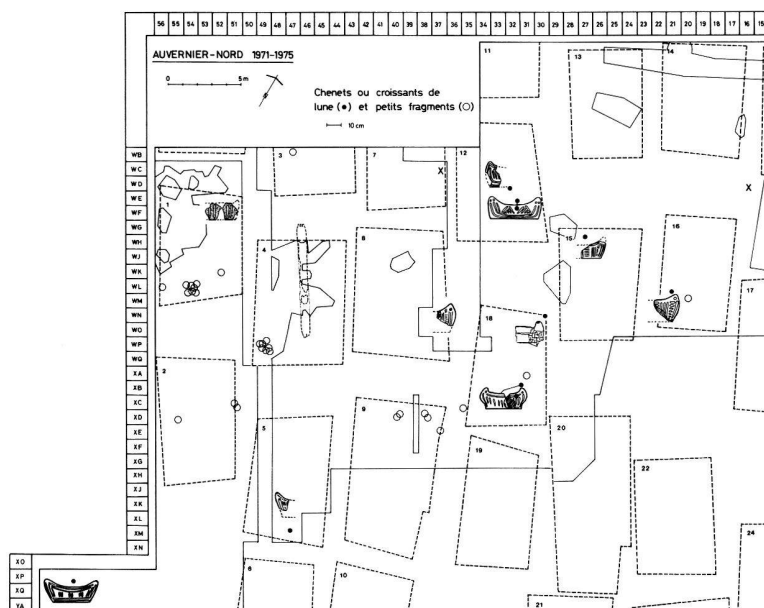 56 55 54 53 52 51 50 49 48 47 46 45 44 43 42 41 40 39 38 37 36 35 34 33 32 31 30 29 28 27 26 25 24 23 22 21 20 19 18 17 16 15
AUVERNIER-NORD 1971-1975
0 5m
Chenets ou croissants de
lune (●) et petits fragments (○)
10 cm
11
13
14
WB
WC
WD
WE
WF
WG
WH
WJ
WK
WL
WM
WN
WO
WP
WQ
XA
XB
XC
XD
XE
XF
XG
XH
XJ
XK
XL
XM
XN
XO
XP
XQ
YA
3
7
12
X
X
1
4
8
15
16
17
18
2
5
9
19
20
22
24
6
10
21